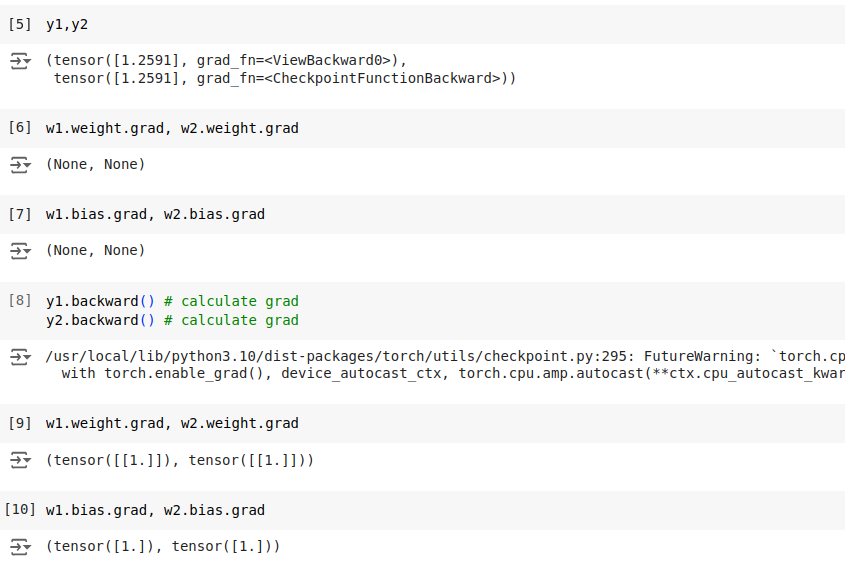 [5] y1,y2
(tensor([1.2591], grad_fn=<ViewBackward0>),
 tensor([1.2591], grad_fn=<CheckpointFunctionBackward>))
[6] w1.weight.grad, w2.weight.grad
(None, None)
[7] w1.bias.grad, w2.bias.grad
(None, None)
[8] y1.backward() # calculate grad
y2.backward() # calculate grad
/usr/local/lib/python3.10/dist-packages/torch/utils/checkpoint.py:295: FutureWarning: `torch.cp
  with torch.enable_grad(), device_autocast_ctx, torch.cpu.amp.autocast(**ctx.cpu_autocast_kwar
[9] w1.weight.grad, w2.weight.grad
(tensor([[1.]]), tensor([[1.]]))
[10] w1.bias.grad, w2.bias.grad
(tensor([1.]), tensor([1.]))